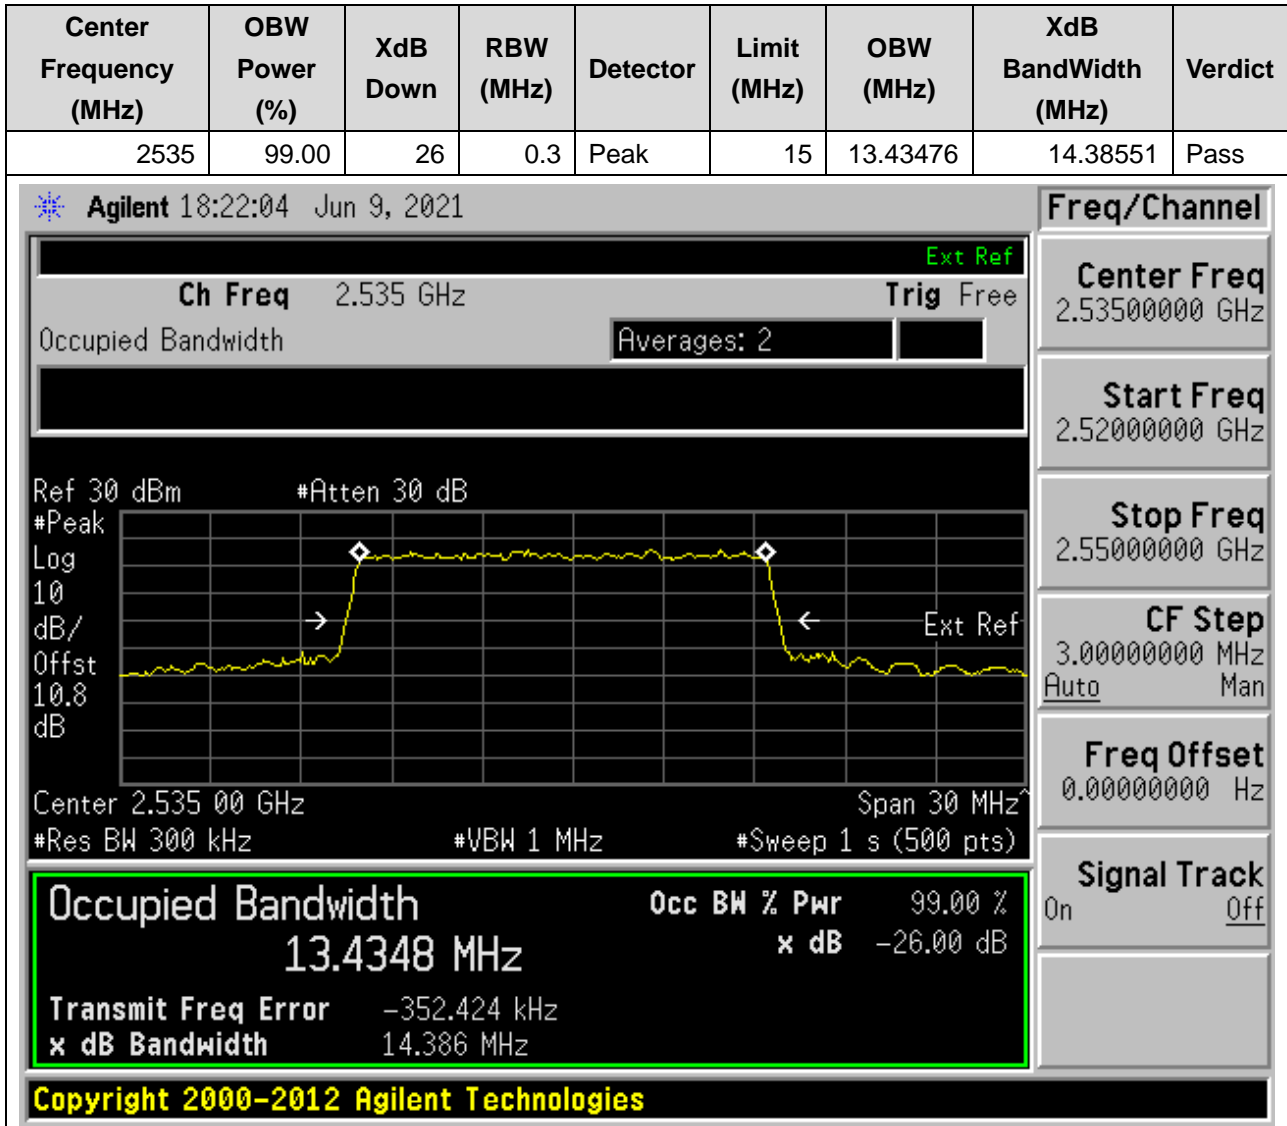 Center Frequency (MHz) OBW Power (%) XdB Down RBW (MHz) Detector Limit (MHz) OBW (MHz) XdB BandWidth (MHz) Verdict
2535 99.00 26 0.3 Peak 15 13.43476 14.38551 Pass
Agilent 18:22:04 Jun 9, 2021
Ext Ref
Ch Freq 2.535 GHz Trig Free
Occupied Bandwidth Averages: 2
Ref 30 dBm #Atten 30 dB
#Peak
Log
10
dB/
Offst
10.8
dB
Ext Ref
Center 2.535 00 GHz Span 30 MHz^
#Res BW 300 kHz #VBW 1 MHz #Sweep 1 s (500 pts)
Occupied Bandwidth Occ BW % Pwr 99.00 %
13.4348 MHz x dB -26.00 dB
Transmit Freq Error -352.424 kHz
x dB Bandwidth 14.386 MHz
Copyright 2000-2012 Agilent Technologies
Freq/Channel
Center Freq
2.53500000 GHz
Start Freq
2.52000000 GHz
Stop Freq
2.55000000 GHz
CF Step
3.00000000 MHz
Auto Man
Freq Offset
0.00000000 Hz
Signal Track
On Off